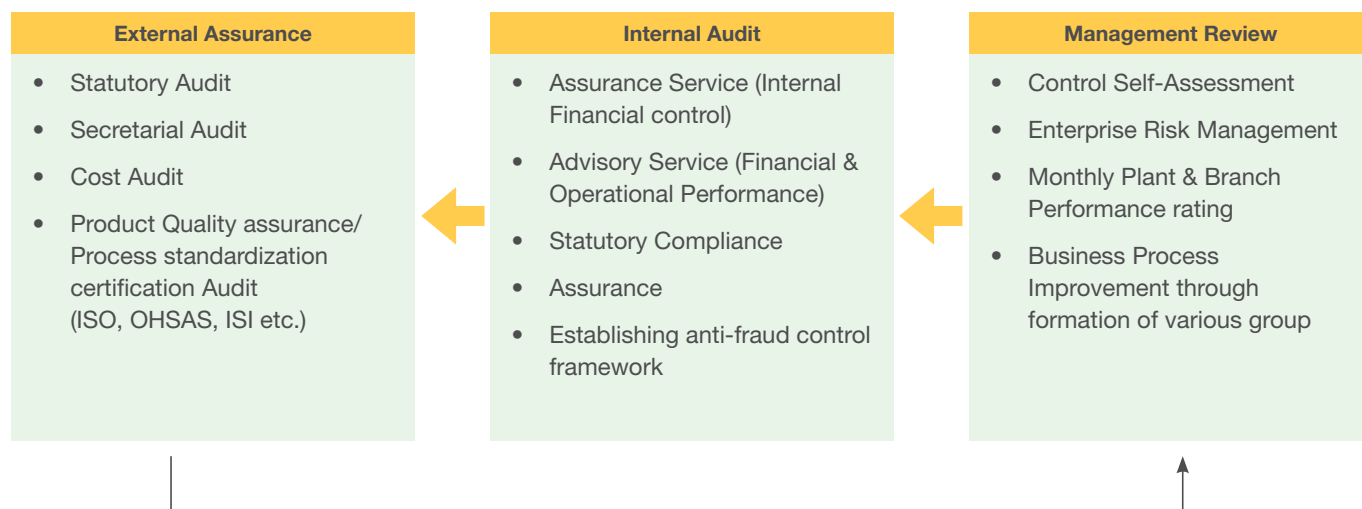 External Assurance
• Statutory Audit
• Secretarial Audit
• Cost Audit
• Product Quality assurance/
Process standardization
certification Audit
(ISO, OHSAS, ISI etc.)
Internal Audit
• Assurance Service (Internal
Financial control)
• Advisory Service (Financial &
Operational Performance)
• Statutory Compliance
• Assurance
• Establishing anti-fraud control
framework
Management Review
• Control Self-Assessment
• Enterprise Risk Management
• Monthly Plant & Branch
Performance rating
• Business Process
Improvement through
formation of various group